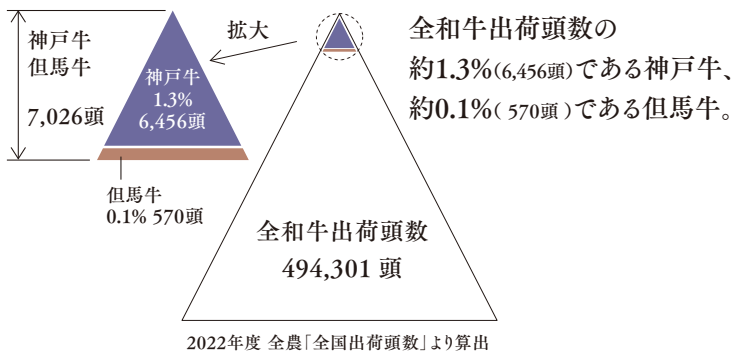 神戸牛
但馬牛
7,026頭
神戸牛
1.3%
6,456頭
但馬牛
0.1% 570頭
拡大
全和牛出荷頭数
494,301 頭
全和牛出荷頭数の
約1.3%(6,456頭)である神戸牛、
約0.1%( 570頭 )である但馬牛。
2022年度 全農「全国出荷頭数」より算出